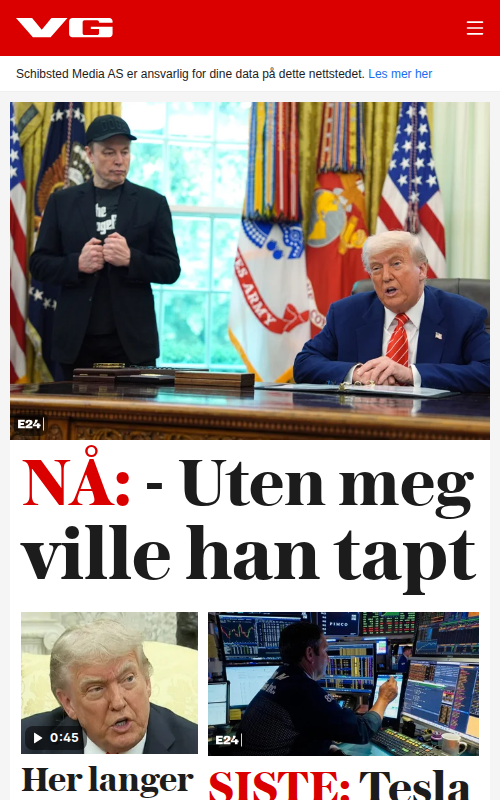 VG
Schibsted Media AS er ansvarlig for dine data på dette nettstedet. Les mer her
E24
NÅ: - Uten meg
ville han tapt
PIMCO
0:45
E24
Her langer
SISTE: Tesla